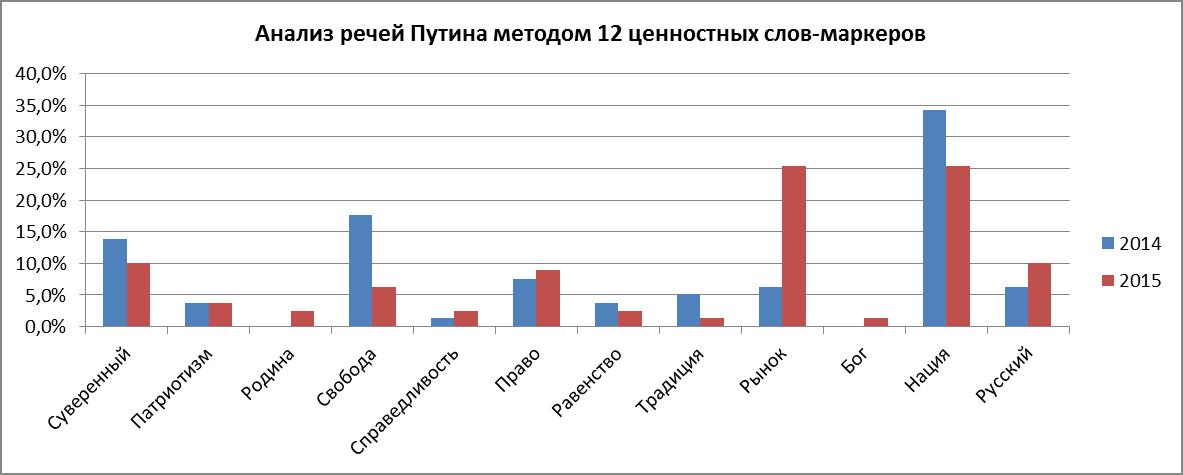 Анализ речей Путина методом 12 ценностных слов-маркеров
40,0%
35,0%
30,0%
25,0%
20,0%
15,0%
10,0%
5,0%
0,0%
Суверенный
Патриотизм
Родина
Свобода
Справедливость
Право
Равенство
Традиция
Рынок
Бог
Нация
Русский
2014
2015